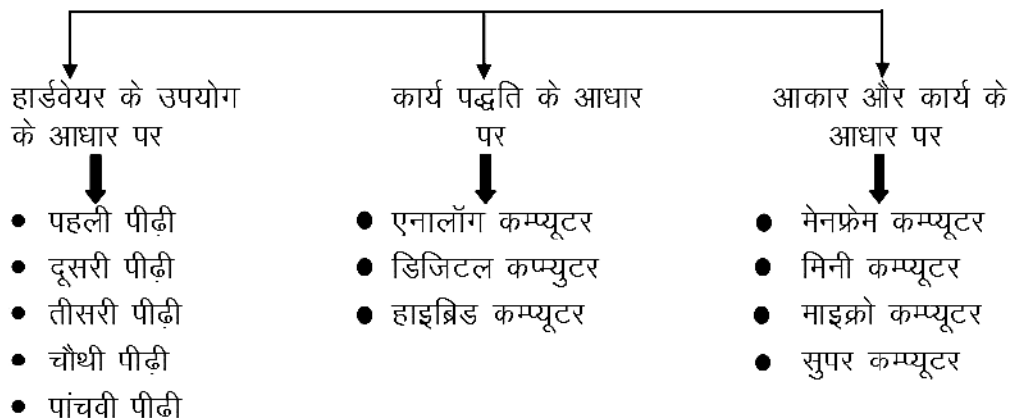 हार्डवेयर के उपयोग
के आधार पर
• पहली पीढ़ी
• दूसरी पीढ़ी
• तीसरी पीढ़ी
• चौथी पीढ़ी
• पांचवी पीढी
कार्य पद्धति के आधार
पर
• एनालॉग कम्प्यूटर
• डिजिटल कप्प्युटर
• हाइब्रिड कम्प्यूटर
आकार और कार्य के
आधार पर
• मेनफ्रेम कम्प्यूटर
• मिनी कम्प्यूटर
• माइक्रो कम्प्यूटर
• सुपर कम्प्यूटर